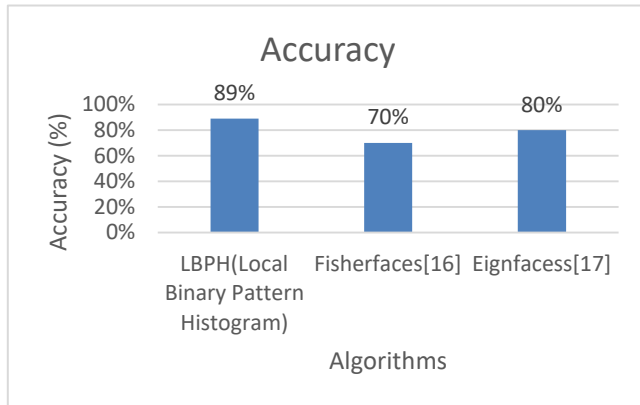 Accuracy
89%
70%
80%
100%
80%
60%
40%
20%
0%
Accuracy (%)
LBPH(Local
Binary Pattern
Histogram)
Fisherfaces[16]
Eignfacess[17]
Algorithms